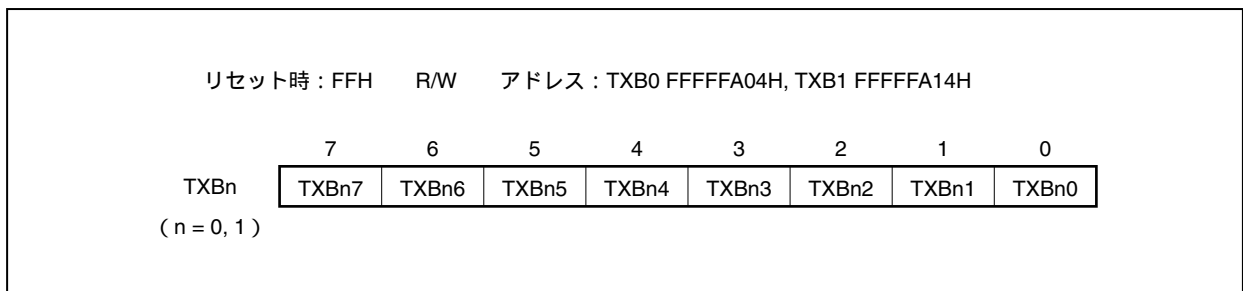 リセット時：FFH R/W アドレス：TXB0 FFFFFA04H, TXB1 FFFFFA14H
7 6 5 4 3 2 1 0
TXBn TXBn7 TXBn6 TXBn5 TXBn4 TXBn3 TXBn2 TXBn1 TXBn0
（n = 0, 1）